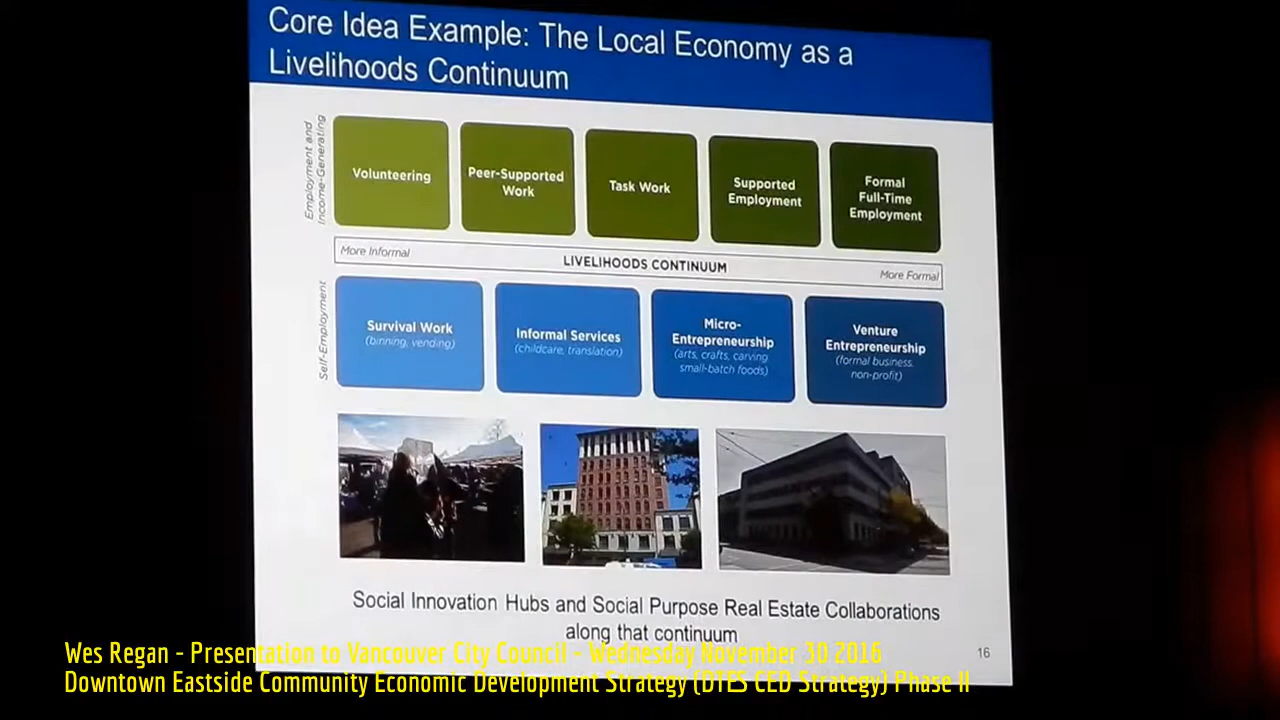 Core Idea Example: The Local Economy as a
Livelihoods Continuum
Employment and
Income-Generating
Volunteering
Peer-Supported
Work
Task Work
Supported
Employment
Formal
Full-Time
Employment
More Informal
LIVELIHOODS CONTINUUM
More Formal
Self-Employment
Survival Work
(binning, vending)
Informal Services
(childcare, translation)
Micro-
Entrepreneurship
(arts, crafts, carving
small-batch foods)
Venture
Entrepreneurship
(formal business,
non-profit)
Social Innovation Hubs and Social Purpose Real Estate Collaborations
along that continuum
16
Wes Regan - Presentation to Vancouver City Council - Wednesday November 30 2016
Downtown Eastside Community Economic Development Strategy (DTES CED Strategy) Phase II